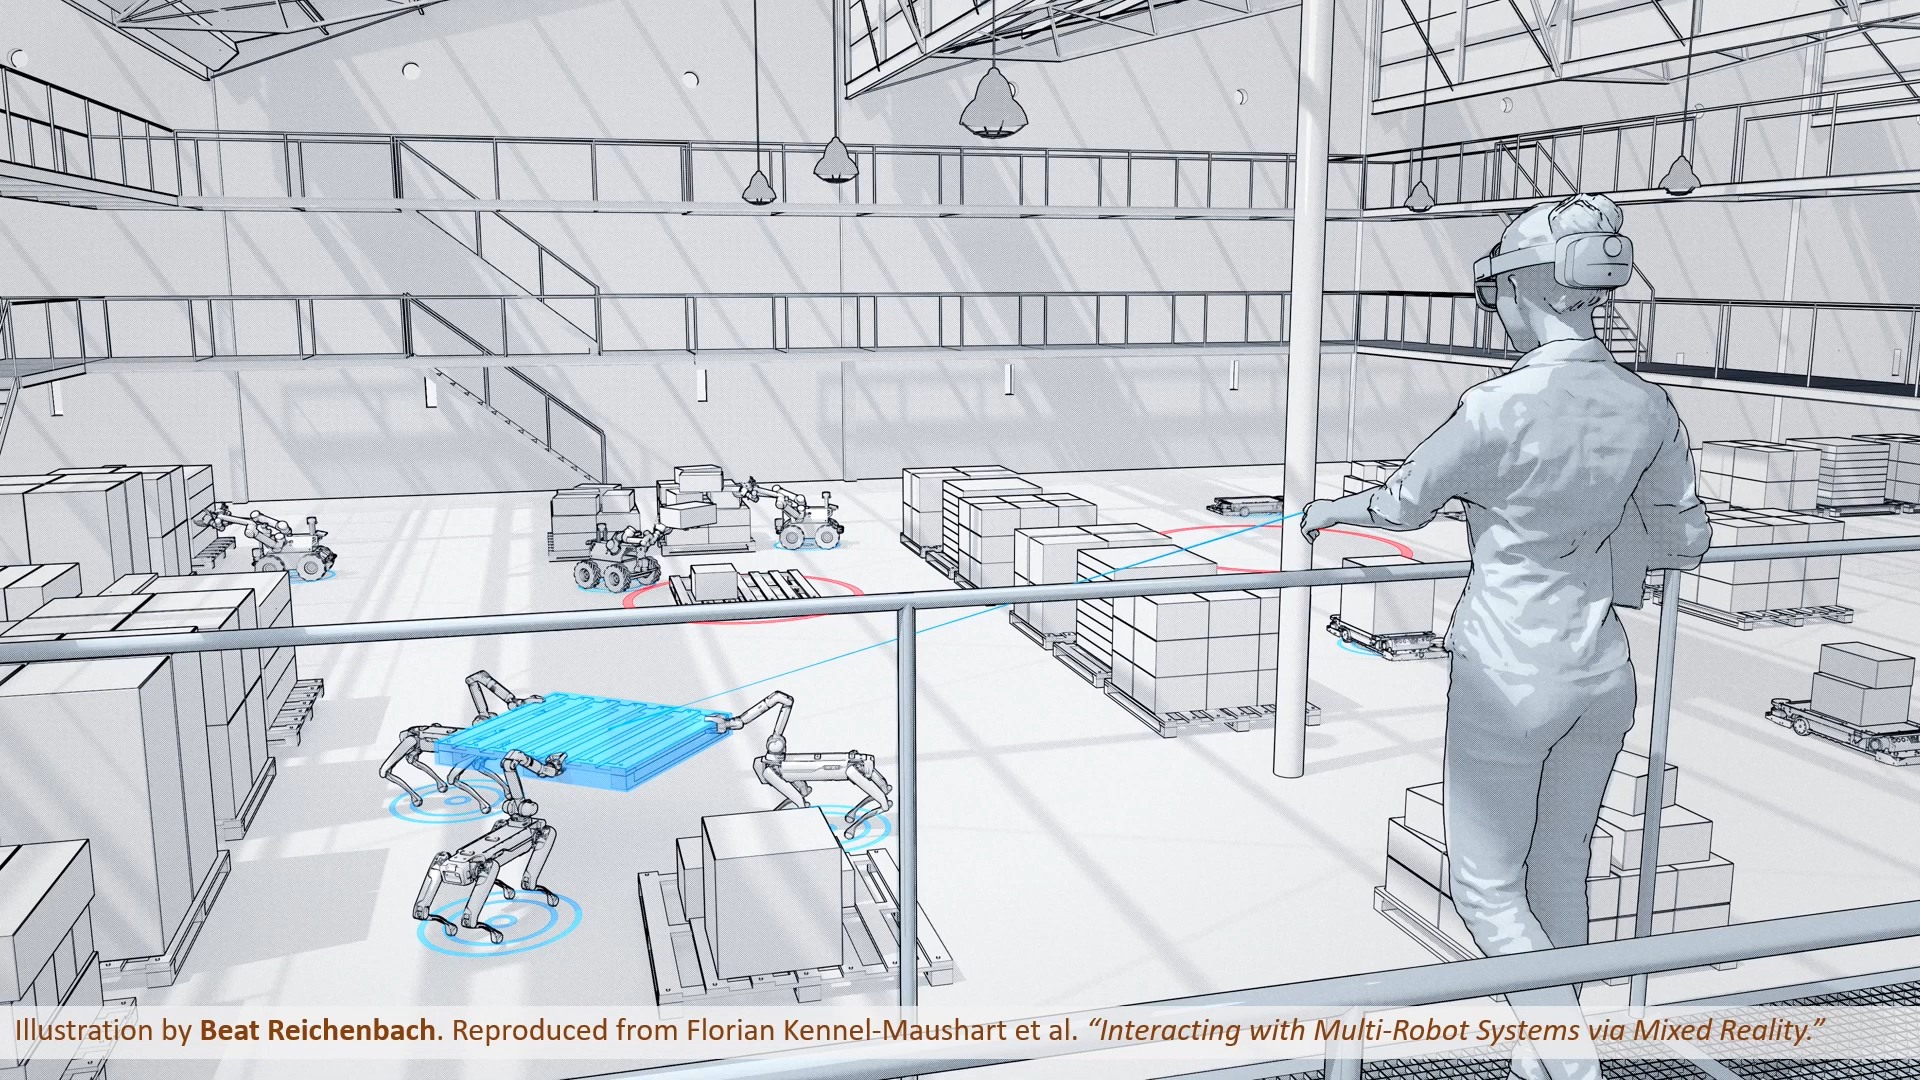 Illustration by Beat Reichenbach. Reproduced from Florian Kennel-Maushart et al. “Interacting with Multi-Robot Systems via Mixed Reality.”